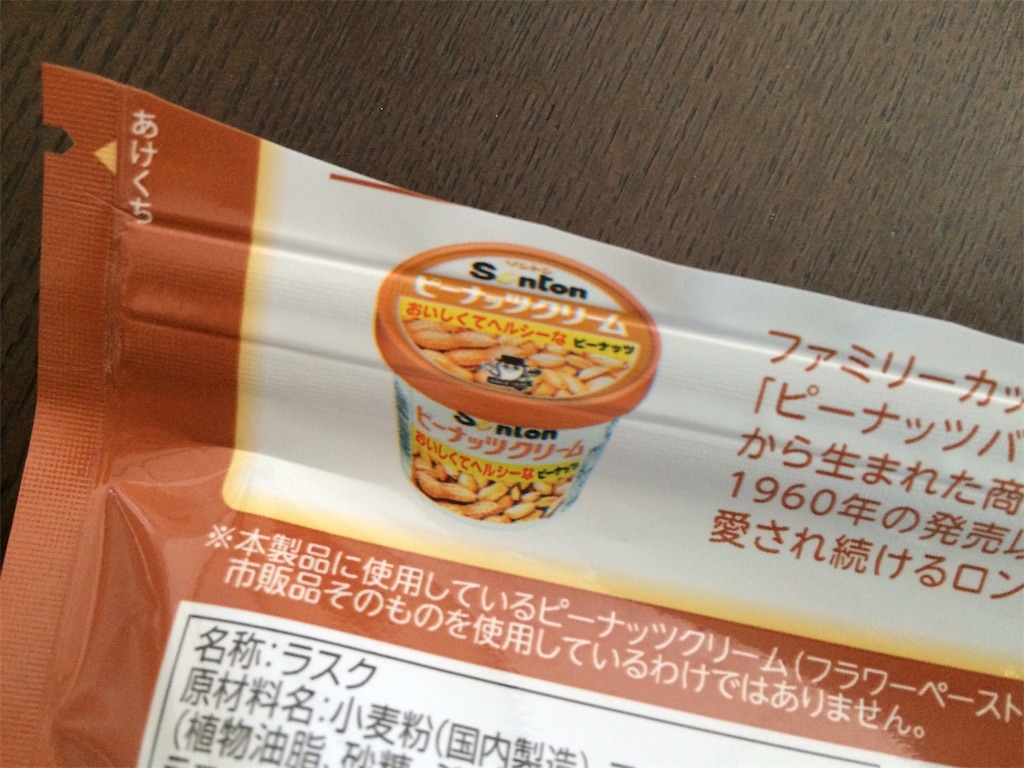 あけくち
ソントン
Sonton
ピーナッツクリーム
おいしくてヘルシーな ピーナッツ
Sonton
ピーナッツクリーム
おいしくてヘルシーな ピーナッツ
ファミリーカッ
「ピーナッツバ
から生まれた商
1960年の発売以
愛され続けるロン
※本製品に使用しているピーナッツクリーム(フラワーペースト
市販品そのものを使用しているわけではありません。
名称:ラスク
原材料名:小麦粉(国内製造)
(植物油脂、砂糖